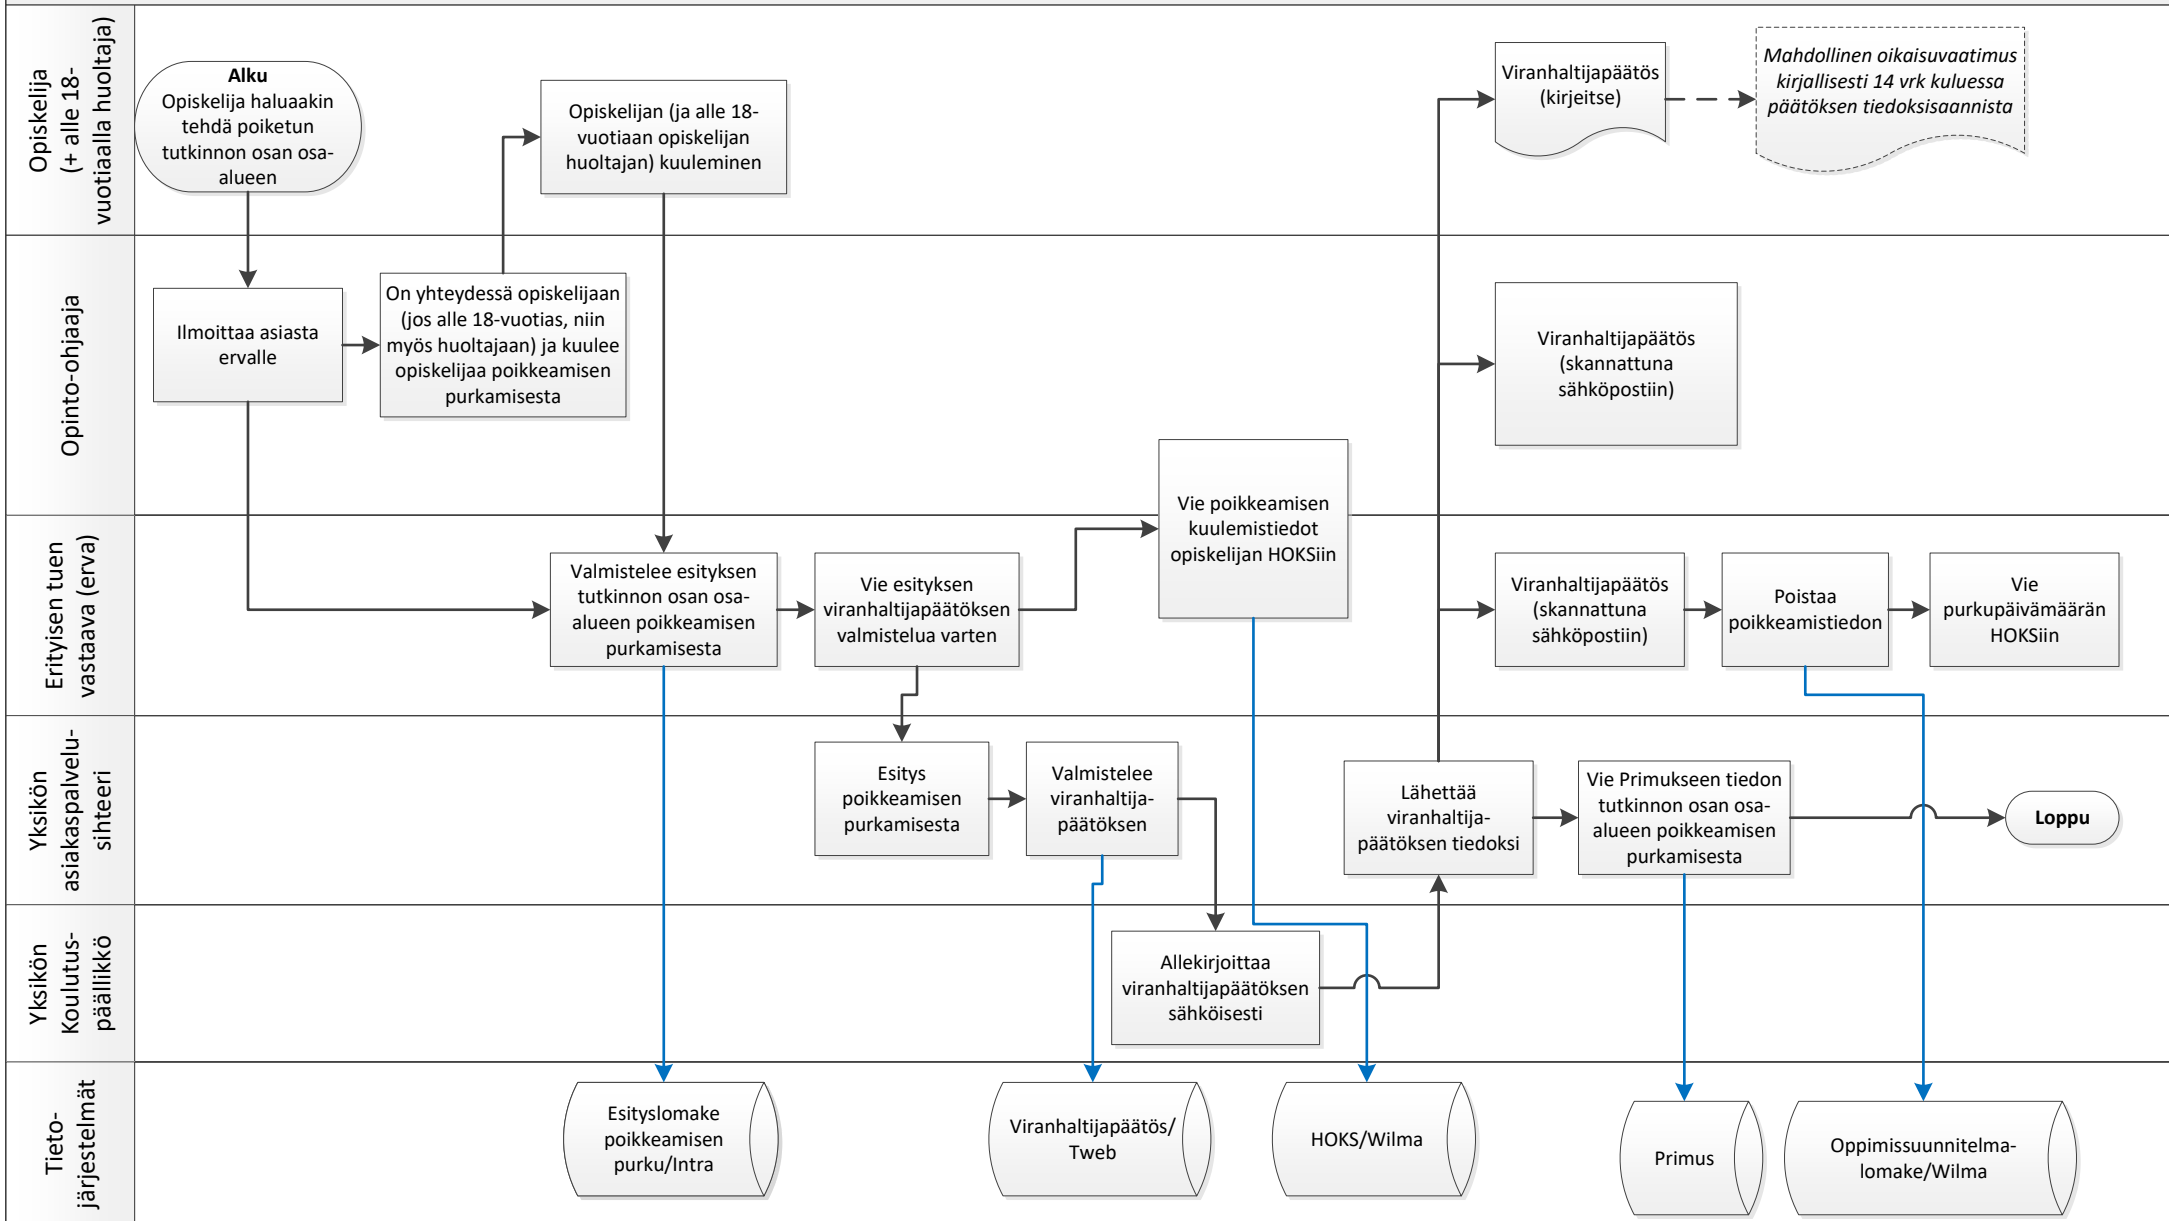 Opiskelija
(+ alle 18-
vuotiaalla huoltaja)
Alku
Opiskelija haluaakin
tehdä poiketun
tutkinnon osan osa-
alueen
Opiskelijan (ja alle 18-
vuotiaan opiskelijan
huoltajan) kuuleminen
Viranhaltijapäätös
(kirjeitse)
Mahdollinen oikaisuvaatimus
kirjallisesti 14 vrk kuluessa
päätöksen tiedoksisaannista
Opinto-ohjaaja
Ilmoittaa asiasta
ervalle
On yhteydessä opiskelijaan
(jos alle 18-vuotias, niin
myös huoltajaan) ja kuulee
opiskelijaa poikkeamisen
purkamisesta
Viranhaltijapäätös
(skannattuna
sähköpostiin)
Vie poikkeamisen
kuulemistiedot
opiskelijan HOKSiin
Erityisen tuen
vastaava (erva)
Valmistelee esityksen
tutkinnon osan osa-
alueen poikkeamisen
purkamisesta
Vie esityksen
viranhaltijapäätöksen
valmistelua varten
Viranhaltijapäätös
(skannattuna
sähköpostiin)
Poistaa
poikkeamistiedon
Vie
purkupäivämäärän
HOKSiin
Yksikön
asiakaspalvelu-
sihteeri
Esitys
poikkeamisen
purkamisesta
Valmistelee
viranhaltija-
päätöksen
Lähettää
viranhaltija-
päätöksen tiedoksi
Vie Primukseen tiedon
tutkinnon osan osa-
alueen poikkeamisen
purkamisesta
Loppu
Yksikön
Koulutus-
päällikkö
Allekirjoittaa
viranhaltijapäätöksen
sähköisesti
Tieto-
järjestelmät
Esityslomake
poikkeamisen
purku/Intra
Viranhaltijapäätös/
Tweb
HOKS/Wilma
Primus
Oppimissuunnitelma-
lomake/Wilma